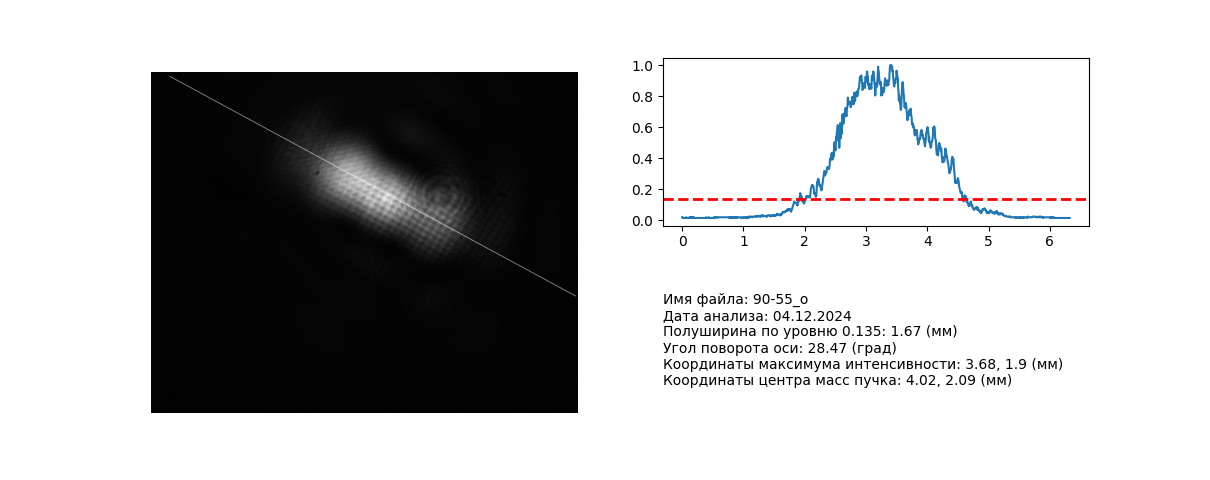 1.0
0.8
0.6
0.4
0.2
0.0
0 1 2 3 4 5 6
Имя файла: 90-55_o
Дата анализа: 04.12.2024
Полуширина по уровню 0.135: 1.67 (мм)
Угол поворота оси: 28.47 (град)
Координаты максимума интенсивности: 3.68, 1.9 (мм)
Координаты центра масс пучка: 4.02, 2.09 (мм)